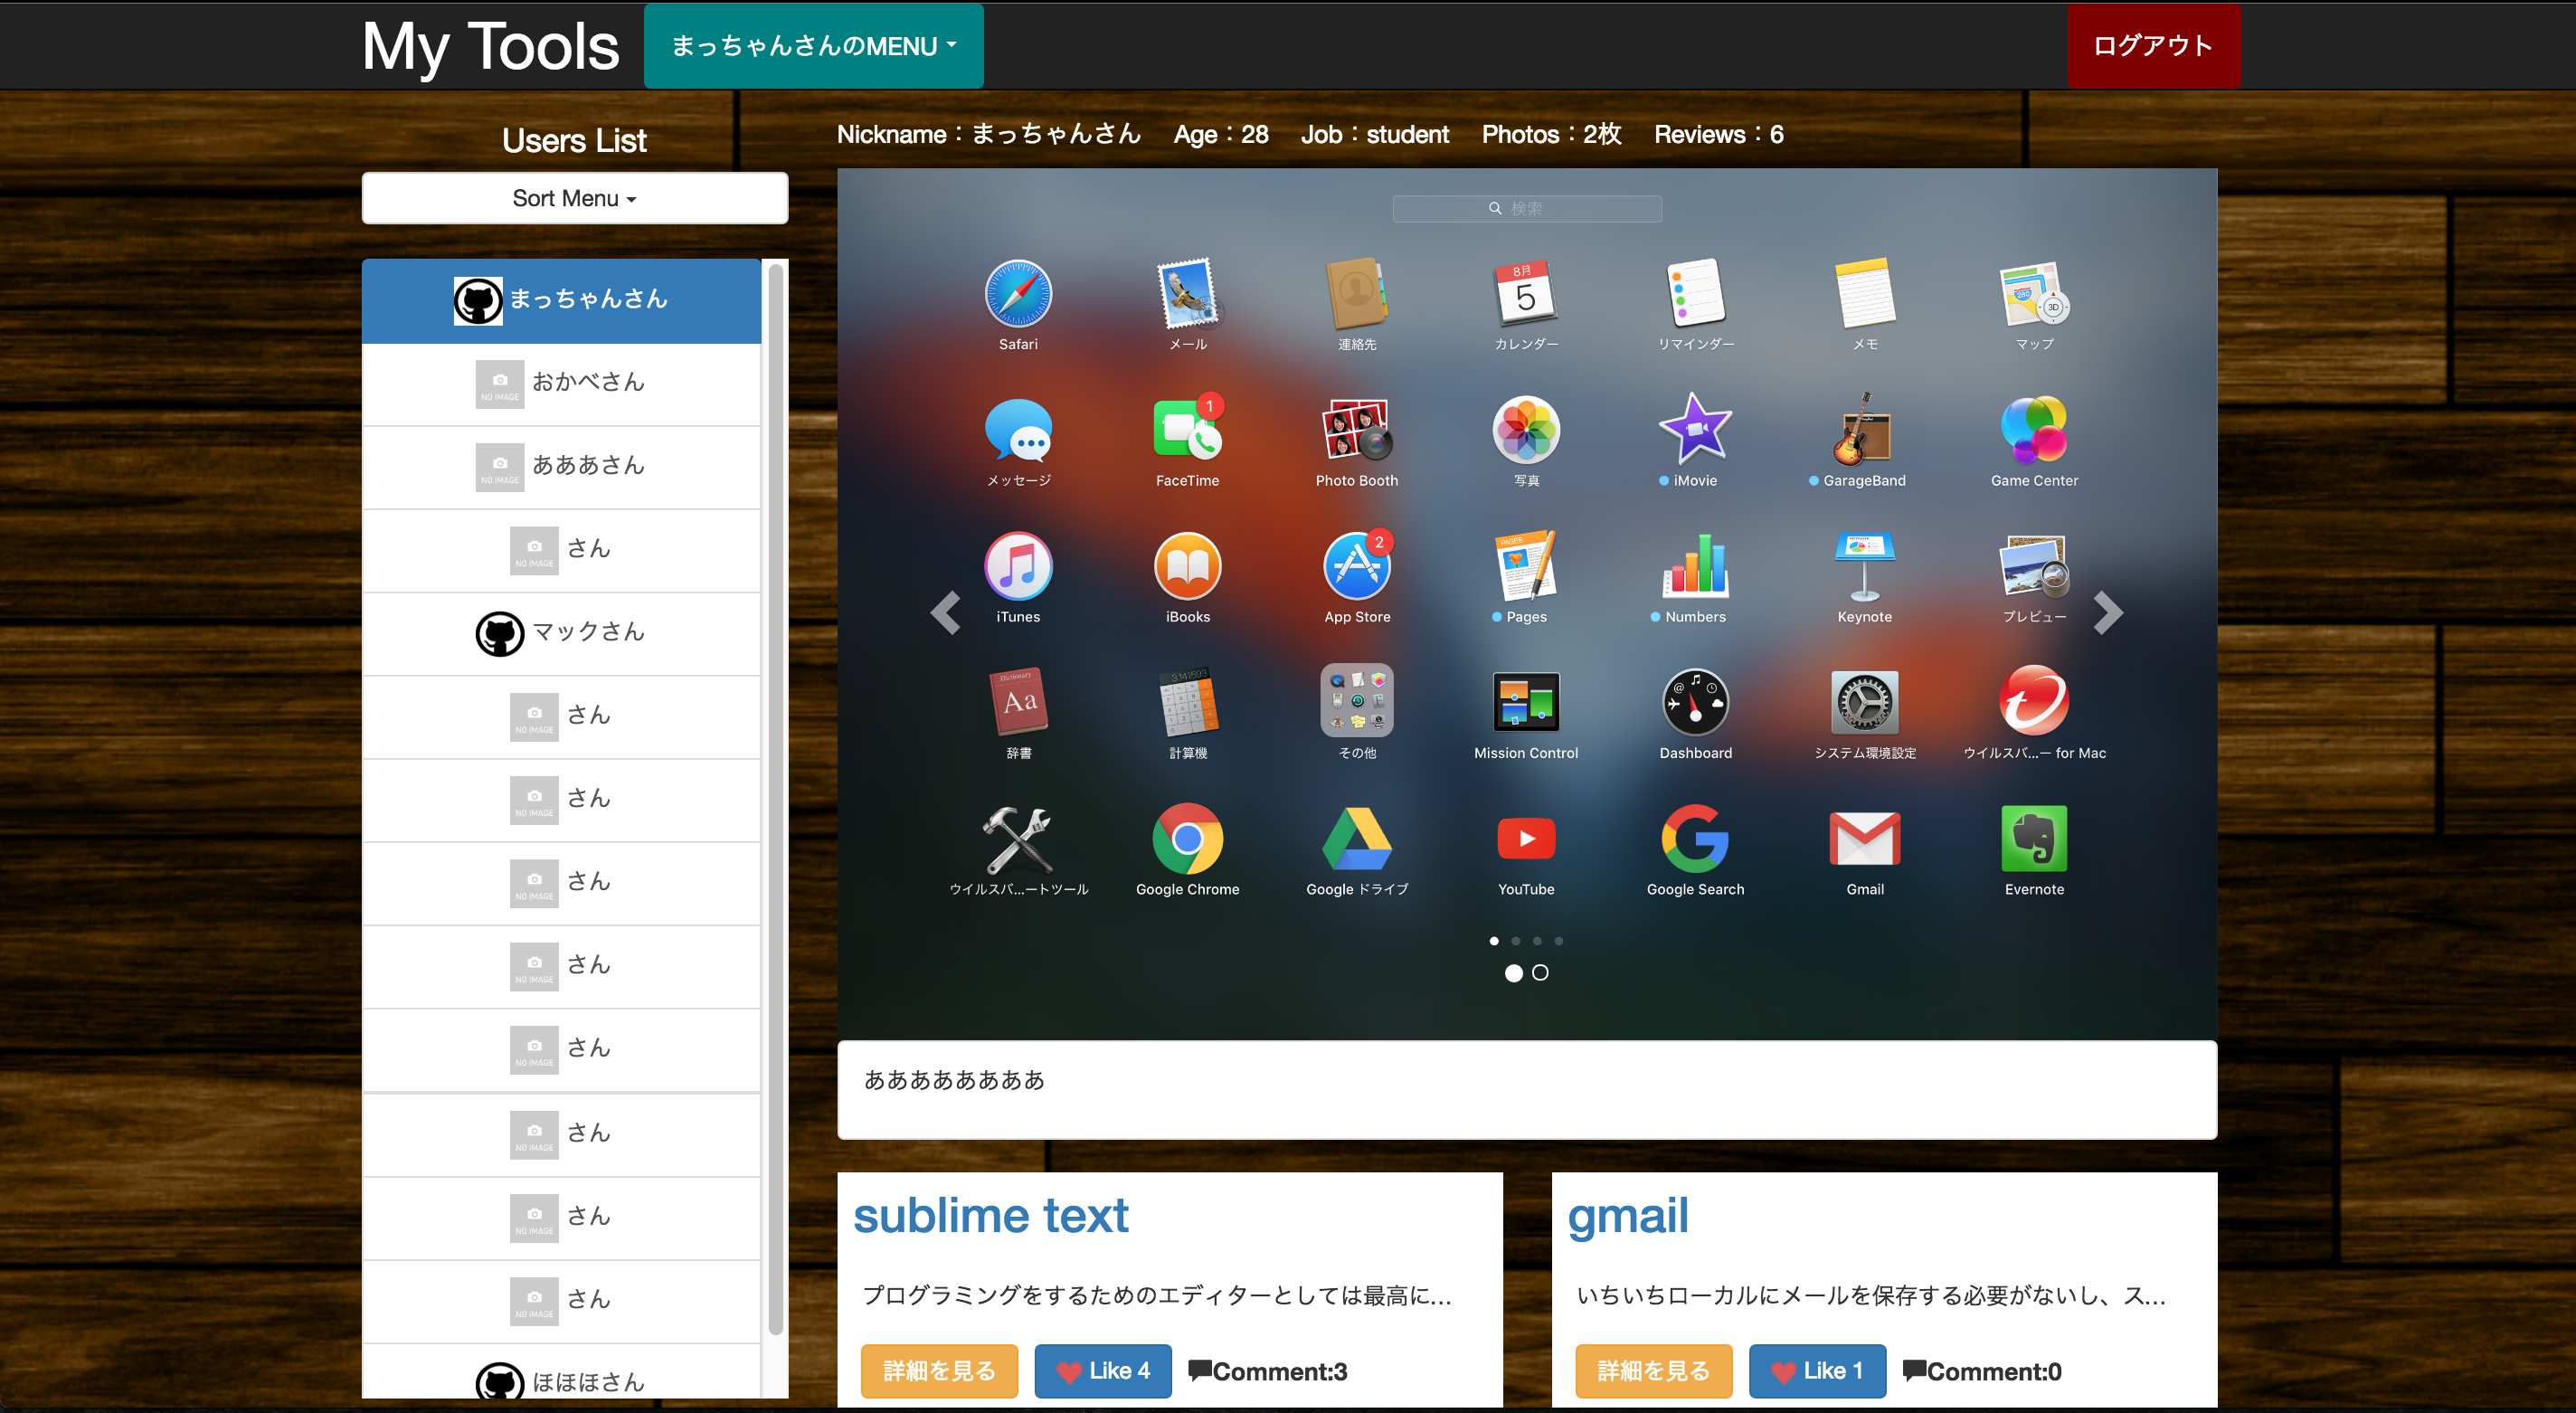 My Tools
まっちゃんさんのMENU
ログアウト
Users List
Sort Menu
まっちゃんさん
NO IMAGE
おかべさん
NO IMAGE
あああさん
NO IMAGE
さん
マックさん
NO IMAGE
さん
NO IMAGE
さん
NO IMAGE
さん
NO IMAGE
さん
NO IMAGE
さん
NO IMAGE
さん
NO IMAGE
さん
NO IMAGE
さん
ほほほさん
Nickname：まっちゃんさん Age：28 Job：student Photos：2枚 Reviews：6
検索
8月
5
280
3D
Safari メール 連絡先 カレンダー リマインダー メモ マップ
1
メッセージ FaceTime Photo Booth 写真 iMovie GarageBand Game Center
2
PAGES
iTunes iBooks App Store Pages Numbers Keynote プレビュー
Dictionary
Aa
3.141593
辞書 計算機 その他 Mission Control Dashboard システム環境設定 ウイルスバ...ー for Mac
ウイルスバ...ートツール Google Chrome Google ドライブ YouTube Google Search Gmail Evernote
ああああああああ
sublime text
プログラミングをするためのエディターとしては最高に...
詳細を見る Like 4 Comment:3
gmail
いちいちローカルにメールを保存する必要がないし、ス...
詳細を見る Like 1 Comment:0